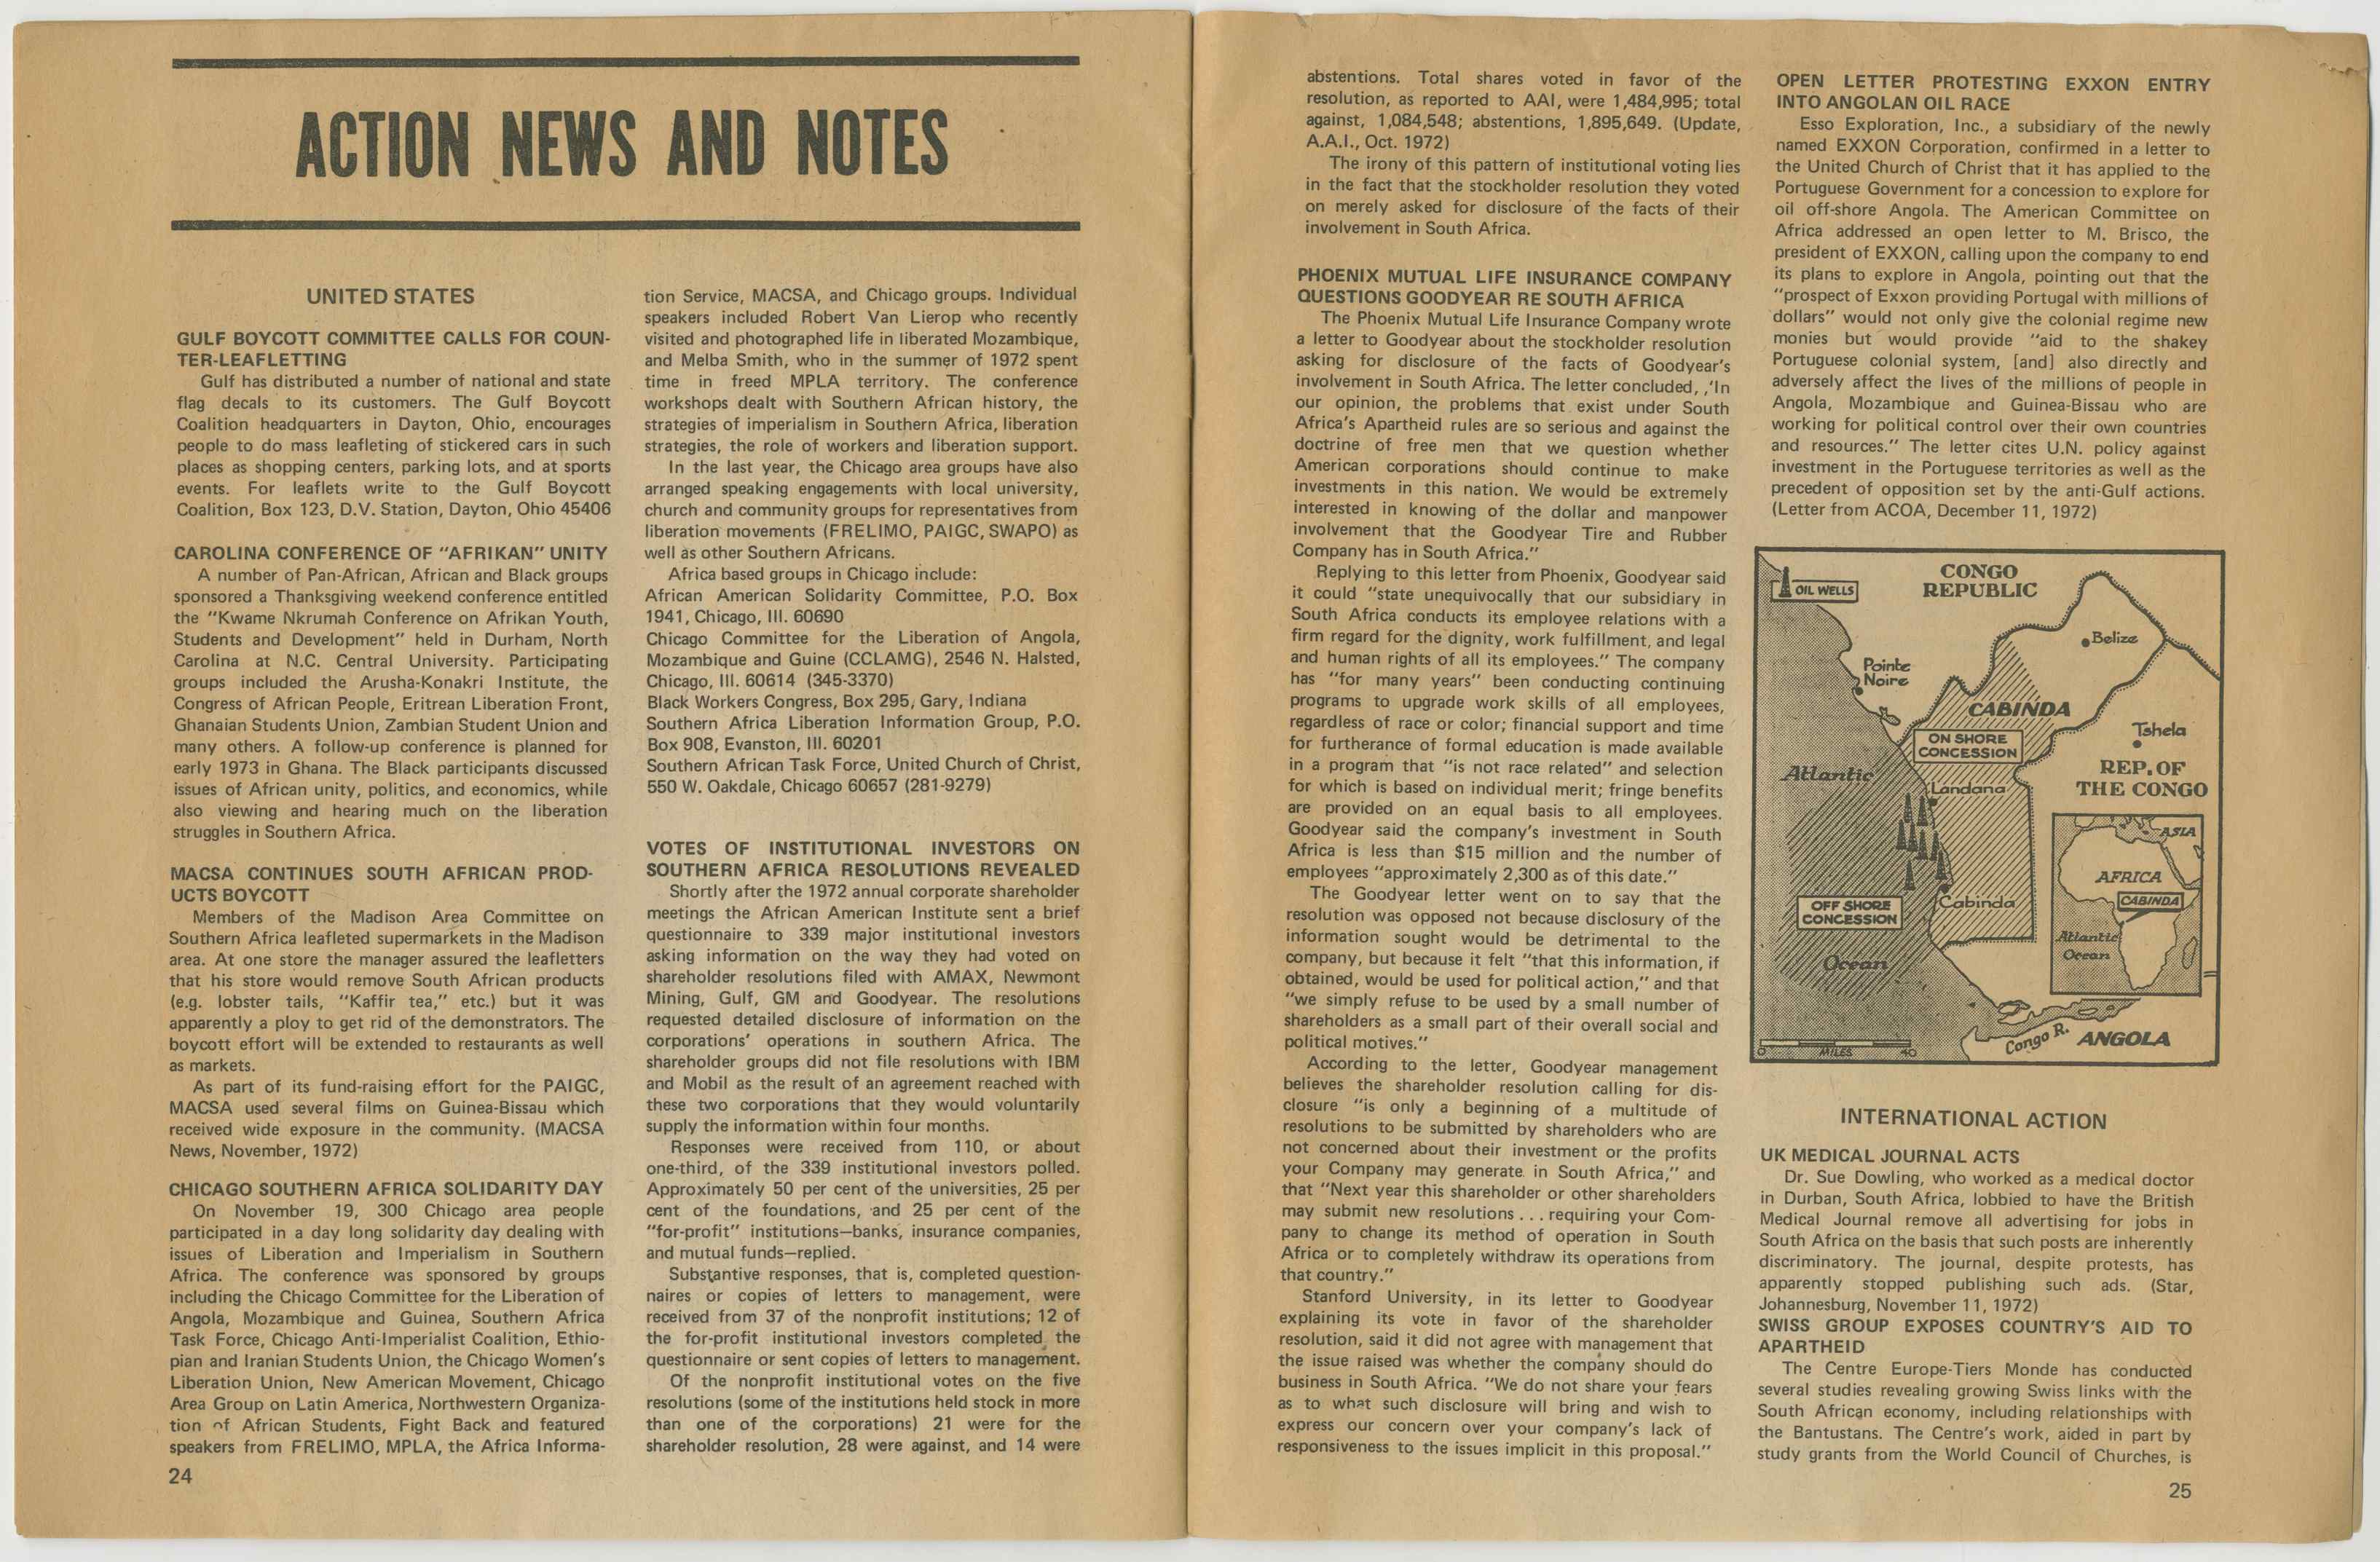 ACTION NEWS AND NOTES
UNITED STATES
GULF BOYCOTT COMMITTEE CALLS FOR COUN-
TER-LEAFLETTING
Gulf has distributed a number of national and state
flag decals to its customers. The Gulf Boycott
Coalition headquarters in Dayton, Ohio, encourages
people to do mass leafleting of stickered cars in such
places as shopping centers, parking lots, and at sports
events. For leaflets write to the Gulf Boycott
Coalition, Box 123, D.V. Station, Dayton, Ohio 45406
CAROLINA CONFERENCE OF "AFRIKAN" UNITY
A number of Pan-African, African and Black groups
sponsored a Thanksgiving weekend conference entitled
the "Kwame Nkrumah Conference on Afrikan Youth,
Students and Development" held in Durham, North
Carolina at N.C. Central University. Participating
groups included the Arusha-Konakri Institute, the
Congress of African People, Eritrean Liberation Front,
Ghanaian Students Union, Zambian Student Union and
many others. A follow-up conference is planned for
early 1973 in Ghana. The Black participants discussed
issues of African unity, politics, and economics, while
also viewing and hearing much on the liberation
struggles in Southern Africa.
MACSA CONTINUES SOUTH AFRICAN PROD-
UCTS BOYCOTT
Members of the Madison Area Committee on
Southern Africa leafleted supermarkets in the Madison
area. At one store the manager assured the leafletters
that his store would remove South African products
(e.g. lobster tails, "Kaffir tea," etc.) but it was
apparently a ploy to get rid of the demonstrators. The
boycott effort will be extended to restaurants as well
as markets.
As part of its fund-raising effort for the PAIGC,
MACSA used several films on Guinea-Bissau which
received wide exposure in the community. (MACSA
News, November, 1972)
CHICAGO SOUTHERN AFRICA SOLIDARITY DAY
On November 19, 300 Chicago area people
participated in a day long solidarity day dealing with
issues of Liberation and Imperialism in Southern
Africa. The conference was sponsored by groups
including the Chicago Committee for the Liberation of
Angola, Mozambique and Guinea, Southern Africa
Task Force, Chicago Anti-Imperialist Coalition, Ethio-
pian and Iranian Students Union, the Chicago Women's
Liberation Union, New American Movement, Chicago
Area Group on Latin America, Northwestern Organiza-
tion of African Students, Fight Back and featured
speakers from FRELIMO, MPLA, the Africa Informa-
24
tion Service, MACSA, and Chicago groups. Individual
speakers included Robert Van Lierop who recently
visited and photographed life in liberated Mozambique,
and Melba Smith, who in the summer of 1972 spent
time in freed MPLA territory. The conference
workshops dealt with Southern African history, the
strategies of imperialism in Southern Africa, liberation
strategies, the role of workers and liberation support.
In the last year, the Chicago area groups have also
arranged speaking engagements with local university,
church and community groups for representatives from
liberation movements (FRELIMO, PAIGC, SWAPO) as
well as other Southern Africans.
Africa based groups in Chicago include:
African American Solidarity Committee, P.O. Box
1941, Chicago, Ill. 60690
Chicago Committee for the Liberation of Angola,
Mozambique and Guine (CCLAMG), 2546 N. Halsted,
Chicago, Ill. 60614 (345-3370)
Black Workers Congress, Box 295, Gary, Indiana
Southern Africa Liberation Information Group, P.O.
Box 908, Evanston, Ill. 60201
Southern African Task Force, United Church of Christ,
550 W. Oakdale, Chicago 60657 (281-9279)
VOTES OF INSTITUTIONAL INVESTORS ON
SOUTHERN AFRICA RESOLUTIONS REVEALED
Shortly after the 1972 annual corporate shareholder
meetings the African American Institute sent a brief
questionnaire to 339 major institutional investors
asking information on the way they had voted on
shareholder resolutions filed with AMAX, Newmont
Mining, Gulf, GM and Goodyear. The resolutions
requested detailed disclosure of information on the
corporations' operations in southern Africa. The
shareholder groups did not file resolutions with IBM
and Mobil as the result of an agreement reached with
these two corporations that they would voluntarily
supply the information within four months.
Responses were received from 110, or about
one-third, of the 339 institutional investors polled.
Approximately 50 per cent of the universities, 25 per
cent of the foundations, and 25 per cent of the
"for-profit" institutions—banks, insurance companies,
and mutual funds—replied.
Substantive responses, that is, completed question-
naires or copies of letters to management, were
received from 37 of the nonprofit institutions; 12 of
the for-profit institutional investors completed the
questionnaire or sent copies of letters to management.
Of the nonprofit institutional votes on the five
resolutions (some of the institutions held stock in more
than one of the corporations) 21 were for the
shareholder resolution, 28 were against, and 14 were
abstentions. Total shares voted in favor of the
resolution, as reported to AAI, were 1,484,995; total
against, 1,084,548; abstentions, 1,895,649. (Update,
A.A.I., Oct. 1972)
The irony of this pattern of institutional voting lies
in the fact that the stockholder resolution they voted
on merely asked for disclosure of the facts of their
involvement in South Africa.
PHOENIX MUTUAL LIFE INSURANCE COMPANY
QUESTIONS GOODYEAR RE SOUTH AFRICA
The Phoenix Mutual Life Insurance Company wrote
a letter to Goodyear about the stockholder resolution
asking for disclosure of the facts of Goodyear's
involvement in South Africa. The letter concluded, ,'In
our opinion, the problems that exist under South
Africa's Apartheid rules are so serious and against the
doctrine of free men that we question whether
American corporations should continue to make
investments in this nation. We would be extremely
interested in knowing of the dollar and manpower
involvement that the Goodyear Tire and Rubber
Company has in South Africa."
Replying to this letter from Phoenix, Goodyear said
it could "state unequivocally that our subsidiary in
South Africa conducts its employee relations with a
firm regard for the dignity, work fulfillment, and legal
and human rights of all its employees." The company
has "for many years" been conducting continuing
programs to upgrade work skills of all employees,
regardless of race or color; financial support and time
for furtherance of formal education is made available
in a program that "is not race related" and selection
for which is based on individual merit; fringe benefits
are provided on an equal basis to all employees.
Goodyear said the company's investment in South
Africa is less than $15 million and the number of
employees "approximately 2,300 as of this date."
The Goodyear letter went on to say that the
resolution was opposed not because disclosury of the
information sought would be detrimental to the
company, but because it felt "that this information, if
obtained, would be used for political action," and that
"we simply refuse to be used by a small number of
shareholders as a small part of their overall social and
political motives."
According to the letter, Goodyear management
believes the shareholder resolution calling for dis-
closure "is only a beginning of a multitude of
resolutions to be submitted by shareholders who are
not concerned about their investment or the profits
your Company may generate in South Africa," and
that "Next year this shareholder or other shareholders
may submit new resolutions . . . requiring your Com-
pany to change its method of operation in South
Africa or to completely withdraw its operations from
that country."
Stanford University, in its letter to Goodyear
explaining its vote in favor of the shareholder
resolution, said it did not agree with management that
the issue raised was whether the company should do
business in South Africa. "We do not share your fears
as to what such disclosure will bring and wish to
express our concern over your company's lack of
responsiveness to the issues implicit in this proposal."
OPEN LETTER PROTESTING EXXON ENTRY
INTO ANGOLAN OIL RACE
Esso Exploration, Inc., a subsidiary of the newly
named EXXON Corporation, confirmed in a letter to
the United Church of Christ that it has applied to the
Portuguese Government for a concession to explore for
oil off-shore Angola. The American Committee on
Africa addressed an open letter to M. Brisco, the
president of EXXON, calling upon the company to end
its plans to explore in Angola, pointing out that the
"prospect of Exxon providing Portugal with millions of
dollars" would not only give the colonial regime new
monies but would provide "aid to the shakey
Portuguese colonial system, [and] also directly and
adversely affect the lives of the millions of people in
Angola, Mozambique and Guinea-Bissau who are
working for political control over their own countries
and resources." The letter cites U.N. policy against
investment in the Portuguese territories as well as the
precedent of opposition set by the anti-Gulf actions.
(Letter from ACOA, December 11, 1972)
OIL WELLS
CONGO
REPUBLIC
Belize
Pointe
Noire
CABINDA
Tshela
ON SHORE
CONCESSION
Atlantic
REP. OF
THE CONGO
Landana
ASIA
AFRICA
CABINDA
OFF SHORE
CONCESSION
Cabinda
Atlantic
Ocean
Ocean
Congo R.
ANGOLA
0 MILES 40
INTERNATIONAL ACTION
UK MEDICAL JOURNAL ACTS
Dr. Sue Dowling, who worked as a medical doctor
in Durban, South Africa, lobbied to have the British
Medical Journal remove all advertising for jobs in
South Africa on the basis that such posts are inherently
discriminatory. The journal, despite protests, has
apparently stopped publishing such ads. (Star,
Johannesburg, November 11, 1972)
SWISS GROUP EXPOSES COUNTRY'S AID TO
APARTHEID
The Centre Europe-Tiers Monde has conducted
several studies revealing growing Swiss links with the
South African economy, including relationships with
the Bantustans. The Centre's work, aided in part by
study grants from the World Council of Churches, is
25